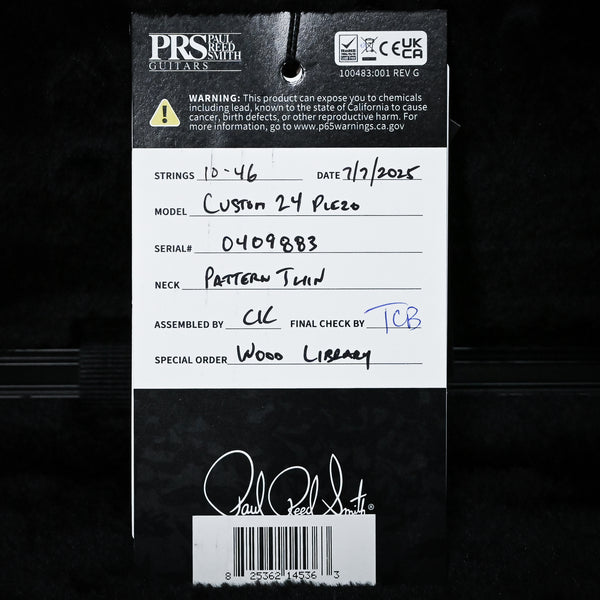 PRS PAUL REED SMITH
GUITARS
UK
CE CA
100483:001 REV G
WARNING: This product can expose you to chemicals
including lead, known to the state of California to cause
cancer, birth defects, or other reproductive harm. For
more information, go to www.p65warnings.ca.gov
STRINGS 10-46 DATE 7/7/2025
MODEL CUSTOM 24 PIEZO
SERIAL# 0409883
NECK PATTERN THIN
ASSEMBLED BY CK FINAL CHECK BY TCB
SPECIAL ORDER WOOD LIBRARY
Paul Reed Smith®
8 25362 14536 3